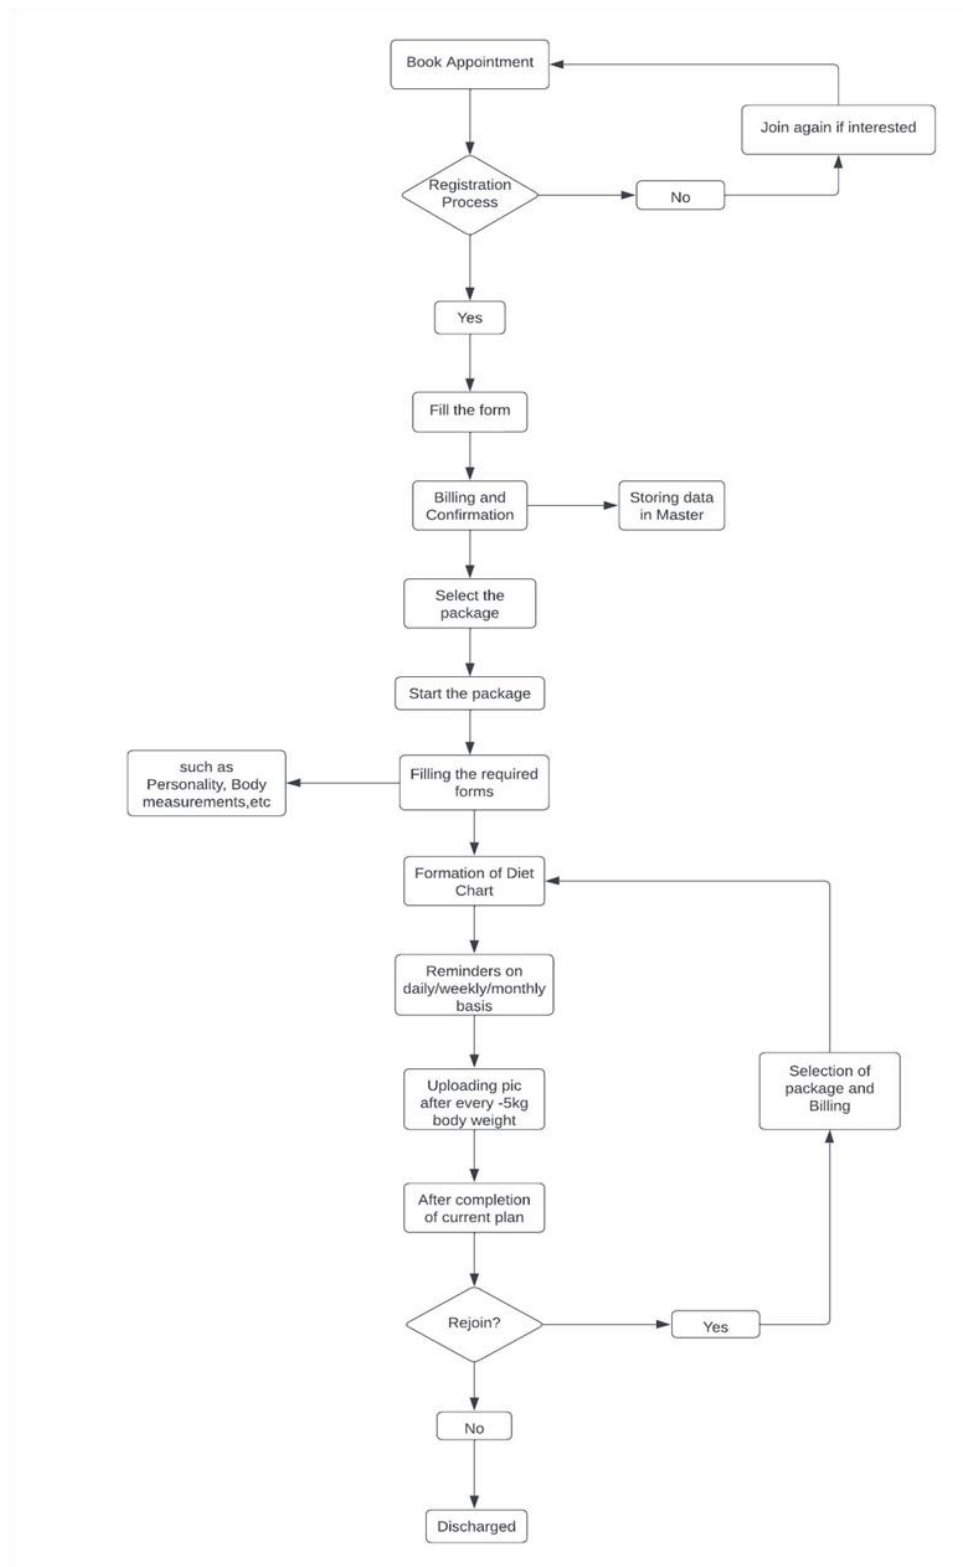 Book Appointment
Join again if interested
Registration
Process
No
Yes
Fill the form
Billing and
Confirmation
Storing data
in Master
Select the
package
Start the package
such as
Personality, Body
measurements,etc
Filling the required
forms
Formation of Diet
Chart
Reminders on
daily/weekly/monthly
basis
Selection of
package and
Billing
Uploading pic
after every -5kg
body weight
After completion
of current plan
Rejoin?
Yes
No
Discharged